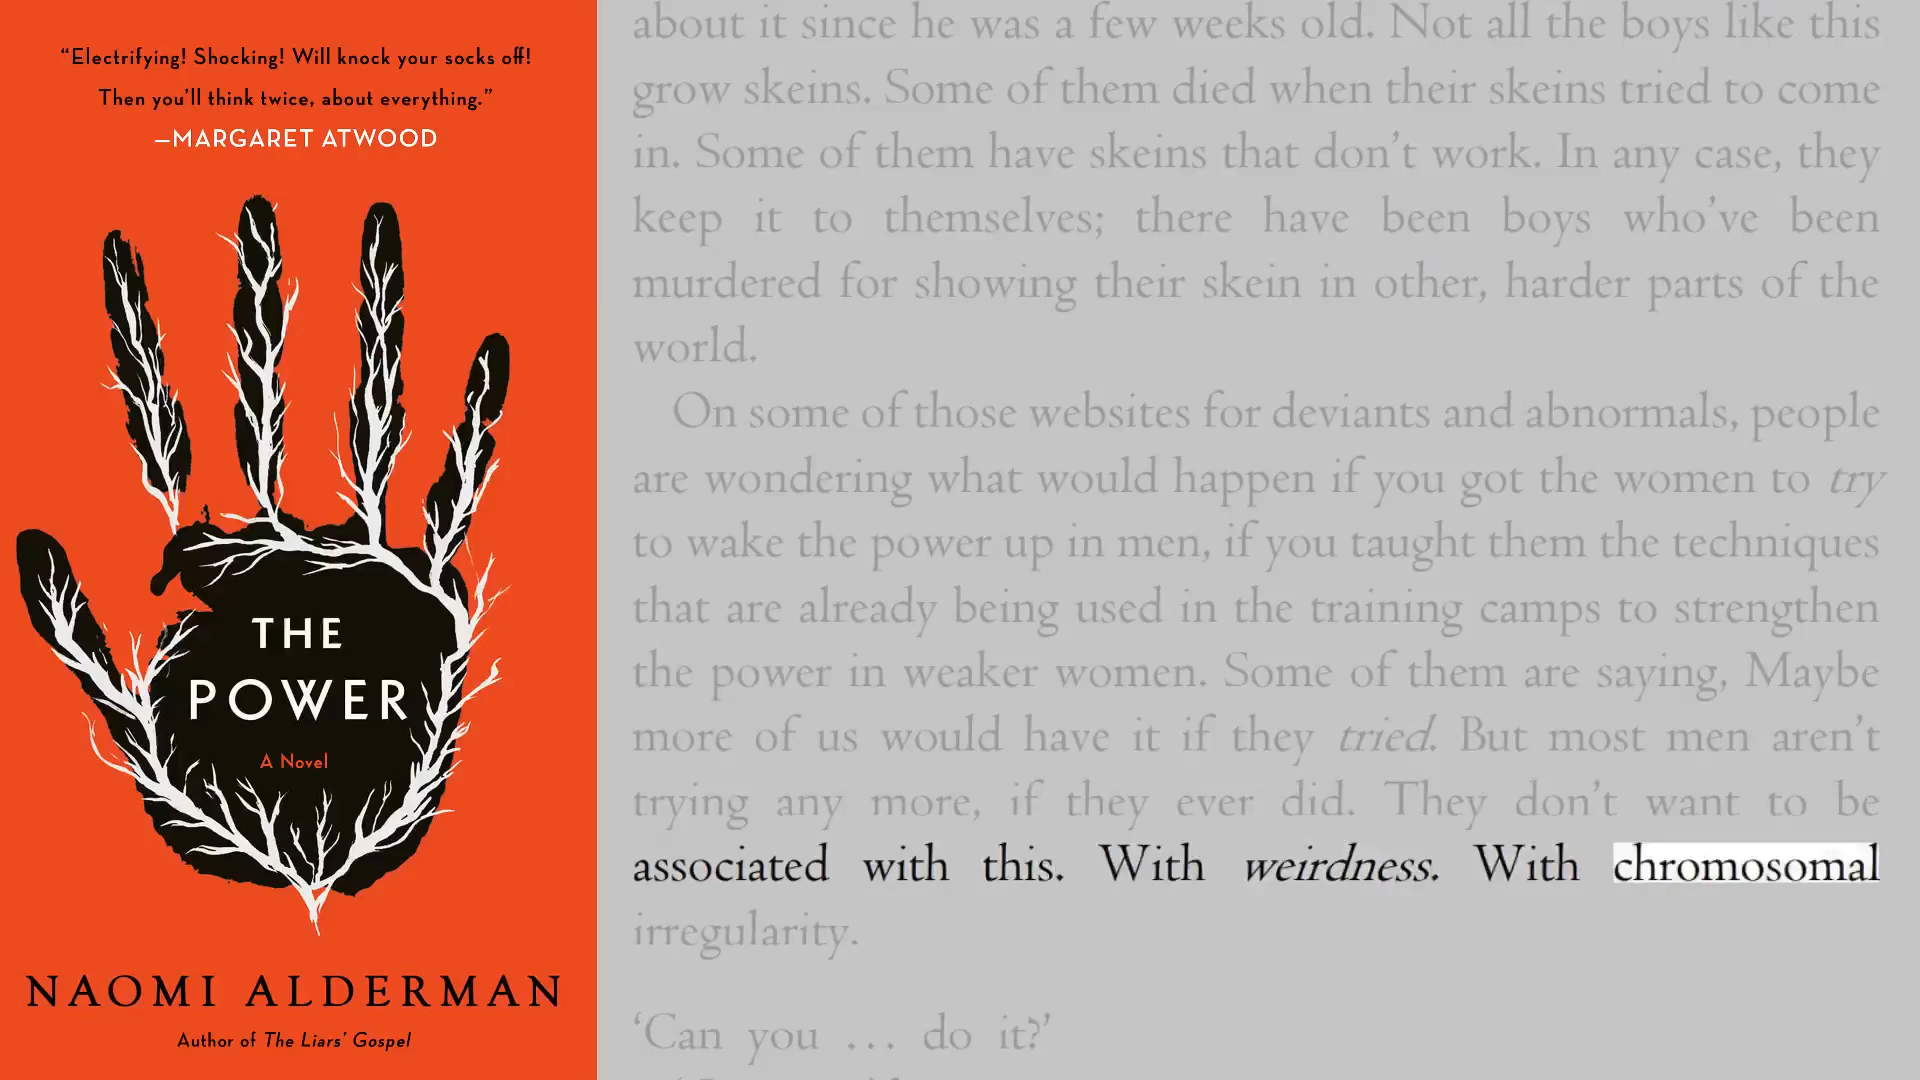 “Electrifying! Shocking! Will knock your socks off!
Then you’ll think twice, about everything.”
—MARGARET ATWOOD
THE
POWER
A Novel
NAOMI ALDERMAN
Author of The Liars’ Gospel
about it since he was a few weeks old. Not all the boys like this
grow skeins. Some of them died when their skeins tried to come
in. Some of them have skeins that don’t work. In any case, they
keep it to themselves; there have been boys who’ve been
murdered for showing their skein in other, harder parts of the
world.
On some of those websites for deviants and abnormals, people
are wondering what would happen if you got the women to try
to wake the power up in men, if you taught them the techniques
that are already being used in the training camps to strengthen
the power in weaker women. Some of them are saying, Maybe
more of us would have it if they tried. But most men aren’t
trying any more, if they ever did. They don’t want to be
associated with this. With weirdness. With chromosomal
irregularity.
‘Can you … do it?’